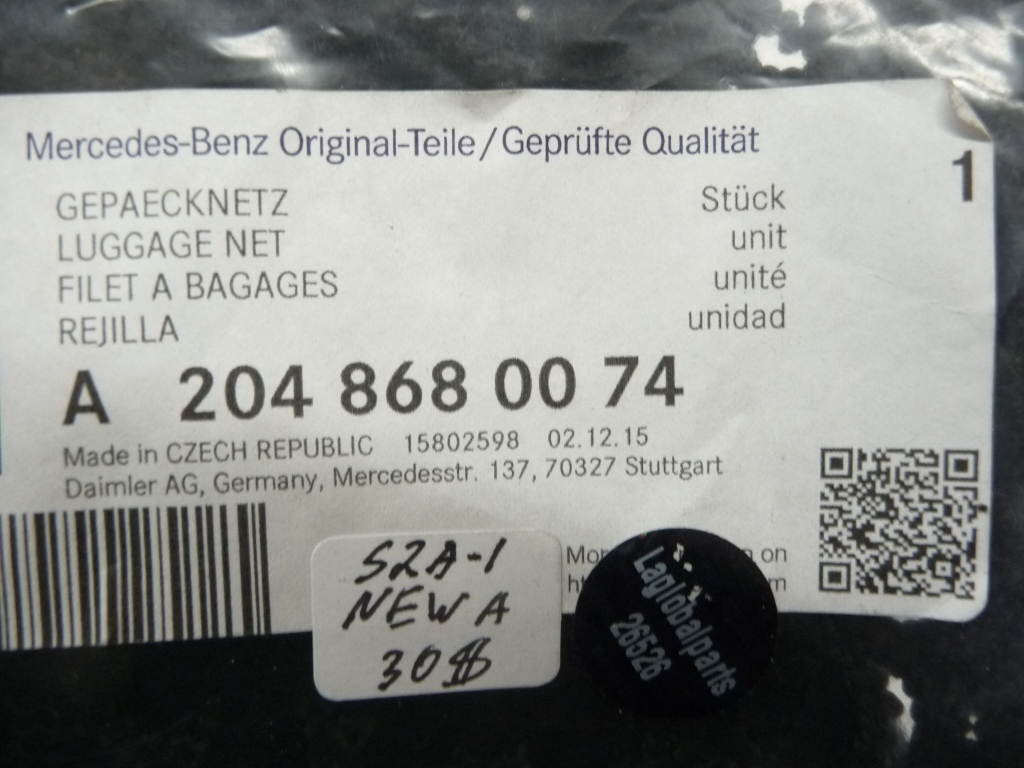 Mercedes-Benz Original-Teile/Geprüfte Qualität
1
GEPAECKNETZ Stück
LUGGAGE NET unit
FILET A BAGAGES unité
REJILLA unidad
A 204 868 00 74
Made in CZECH REPUBLIC 15802598 02.12.15
Daimler AG, Germany, Mercedesstr. 137, 70327 Stuttgart
on
S2A-1
NEW A
30$
Laglobalparts
26526